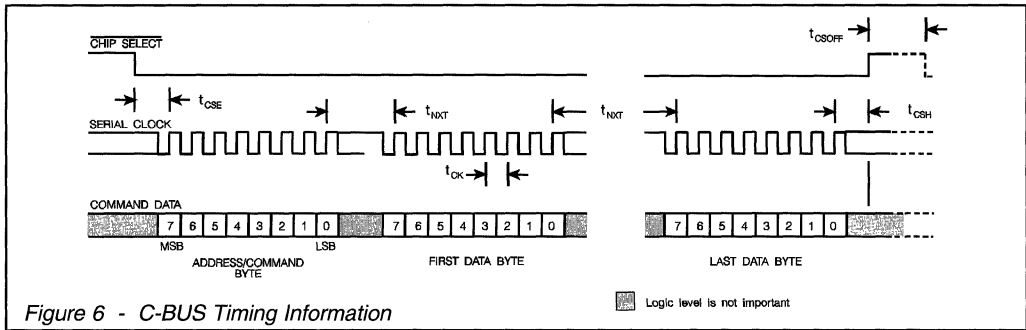 CHIP SELECT
tCSOFF
tCSE
tNXT
tNXT
tCSH
SERIAL CLOCK
tCK
COMMAND DATA
7 6 5 4 3 2 1 0
7 6 5 4 3 2 1 0
7 6 5 4 3 2 1 0
MSB
LSB
ADDRESS/COMMAND
BYTE
FIRST DATA BYTE
LAST DATA BYTE
Logic level is not important
Figure 6 - C-BUS Timing Information